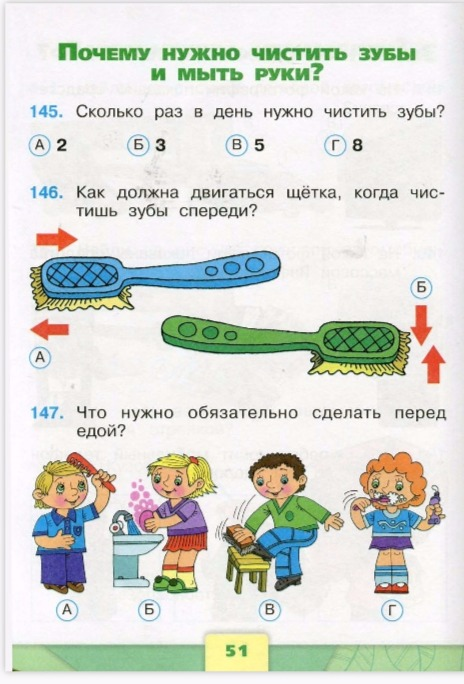 ПОЧЕМУ НУЖНО ЧИСТИТЬ ЗУБЫ
И МЫТЬ РУКИ?
145. Сколько раз в день нужно чистить зубы?
А 2 Б 3 В 5 Г 8
146. Как должна двигаться щётка, когда чис-
тишь зубы спереди?
Б
А
147. Что нужно обязательно сделать перед
едой?
А Б В Г
51